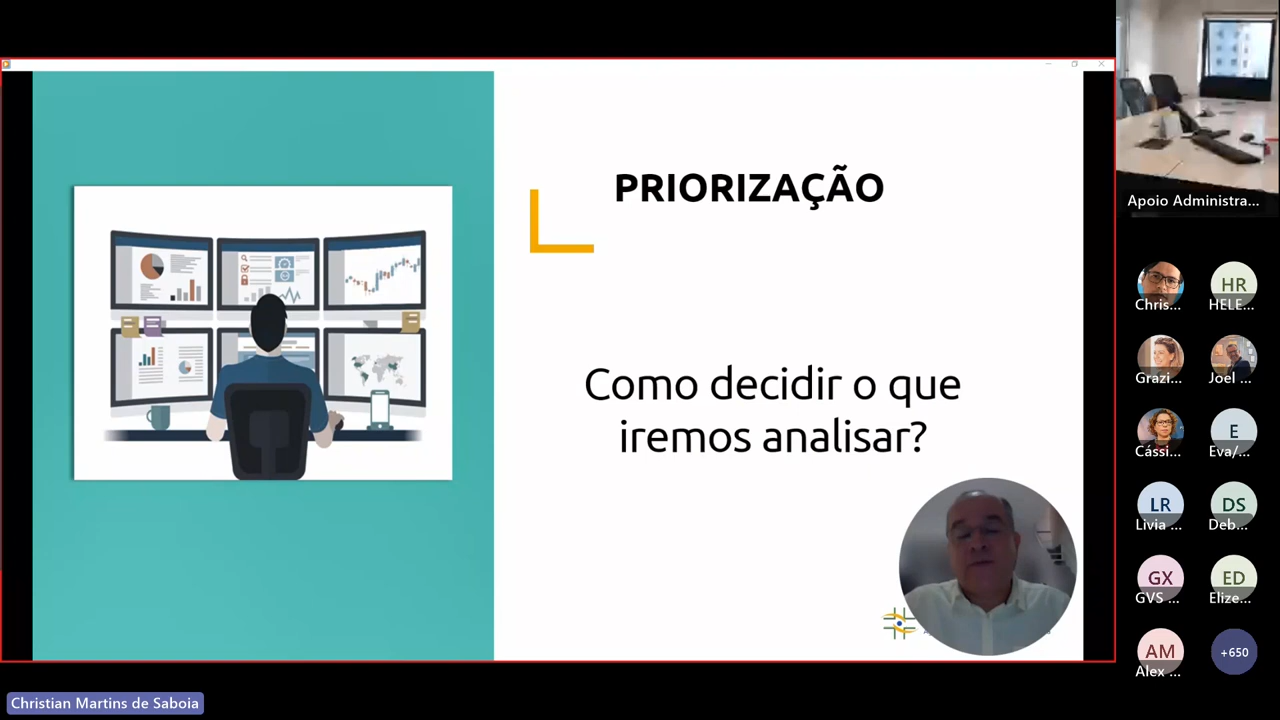 PRIORIZAÇÃO
Como decidir o que
iremos analisar?
Apoio Administra...
Chris...
HR
HELE...
Grazi...
Joel ...
Cássi...
E
Eva/...
LR
Livia ...
DS
Deb...
GX
GVS ...
ED
Elize...
AM
Alex ...
+650
Christian Martins de Saboia